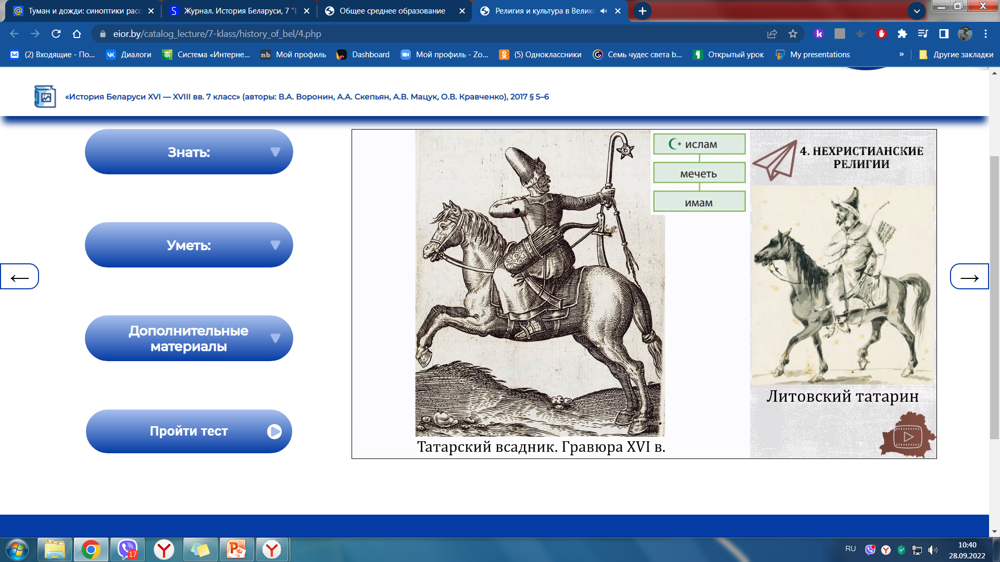 Туман и дожди: синоптики расс
Журнал. История Беларуси, 7 "Е
Общее среднее образование
Религия и культура в Велико
eior.by/catalog_lecture/7-klass/history_of_bel/4.php
(2) Входящие - По...
Диалоги
Система «Интерне...
nb Мой профиль
Dashboard
Мой профиль - Zo...
(5) Одноклассники
Семь чудес света b...
Открытый урок
My presentations
»
Другие закладки
«История Беларуси XVI — XVIII вв. 7 класс» (авторы: В.А. Воронин, А.А. Скепьян, А.В. Мацук, О.В. Кравченко), 2017 § 5–6
Знать:
Уметь:
Дополнительные
материалы
Пройти тест
ислам
мечеть
имам
4. НЕХРИСТИАНСКИЕ
РЕЛИГИИ
Литовский татарин
Татарский всадник. Гравюра XVI в.
17
RU
10:40
28.09.2022